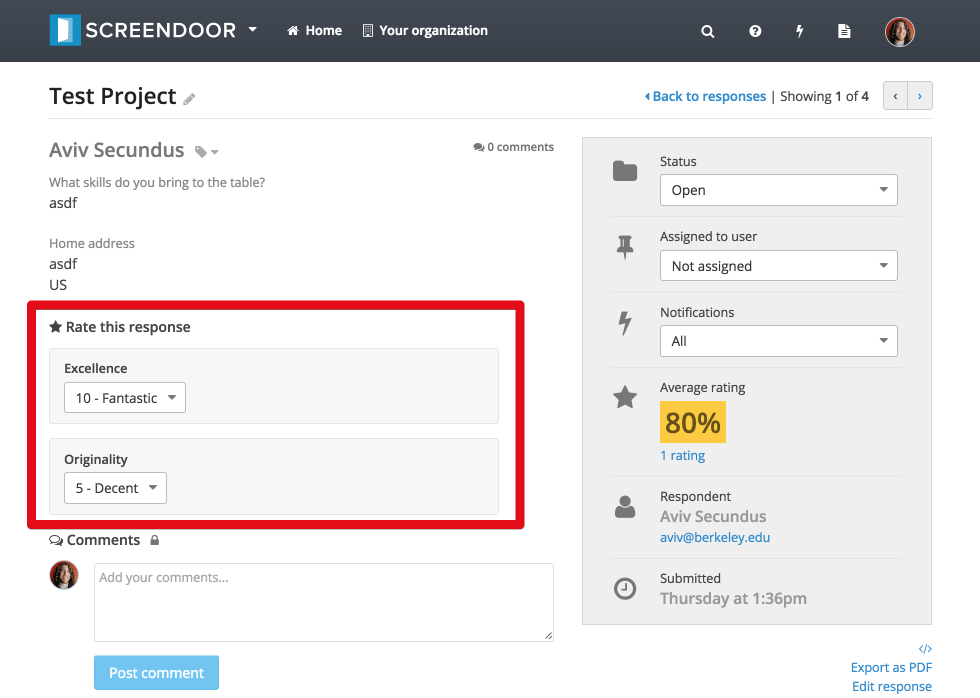 SCREENDOOR Home Your organization
Test Project
Back to responses | Showing 1 of 4 ‹ ›
Aviv Secundus
0 comments
What skills do you bring to the table?
asdf
Home address
asdf
US
Rate this response
Excellence
10 - Fantastic
Originality
5 - Decent
Comments
Add your comments...
Post comment
Status
Open
Assigned to user
Not assigned
Notifications
All
Average rating
80%
1 rating
Respondent
Aviv Secundus
aviv@berkeley.edu
Submitted
Thursday at 1:36pm
</>
Export as PDF
Edit response